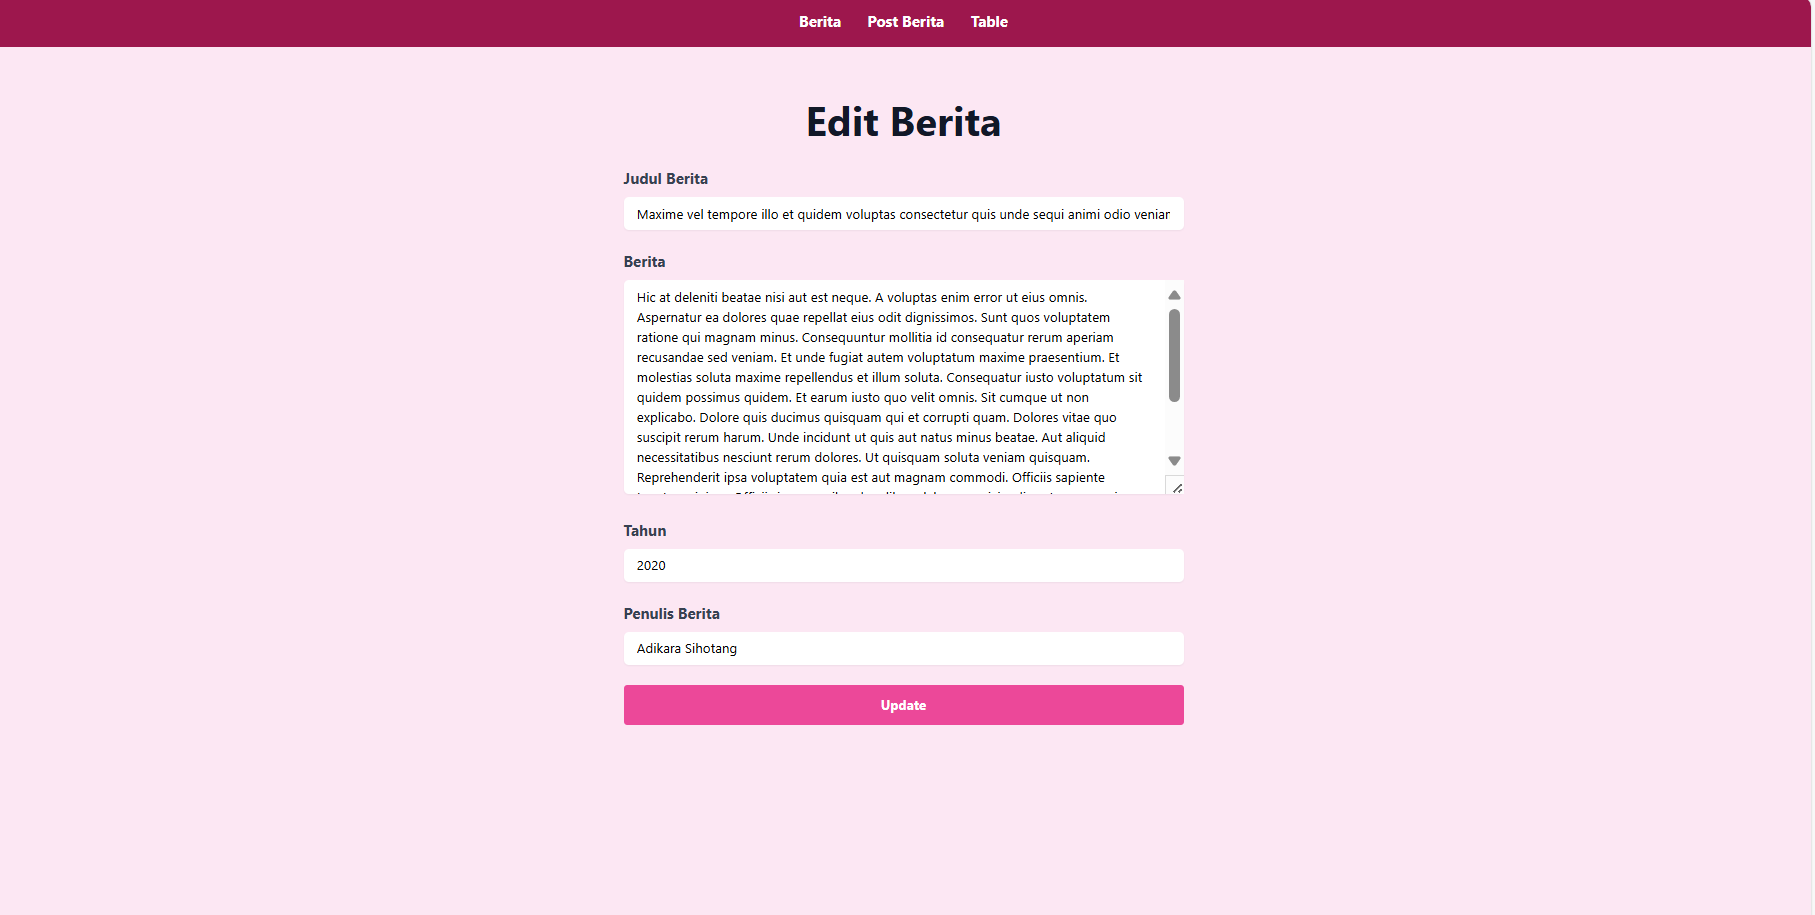 Berita Post Berita Table
Edit Berita
Judul Berita
Maxime vel tempore illo et quidem voluptas consectetur quis unde sequi animi odio
Berita
Hic at deleniti beatae nisi aut est neque. A voluptas enim error ut eius omnis.
Aspernatur ea dolores quae repellat eius odit dignissimos. Sunt quos voluptatem
ratione qui magnam minus. Consequuntur mollitia id consequatur rerum aperiam
recusandae sed veniam. Et unde fugiat autem voluptatum maxime praesentium. Et
molestias soluta maxime repellendus et illum soluta. Consequatur iusto voluptatum sit
quidem possimus quidem. Et earum iusto quo velit omnis. Sit cumque ut non
explicabo. Dolore quis ducimus quisquam qui et corrupti quam. Dolores vitae quo
suscipit rerum harum. Unde incidunt ut quis aut natus minus beatae. Aut aliquid
necessitatibus nesciunt rerum dolores. Ut quisquam soluta veniam quisquam.
Reprehenderit ipsa voluptatem quia est aut magnam commodi. Officiis sapiente
Tahun
2020
Penulis Berita
Adikara Sihotang
Update